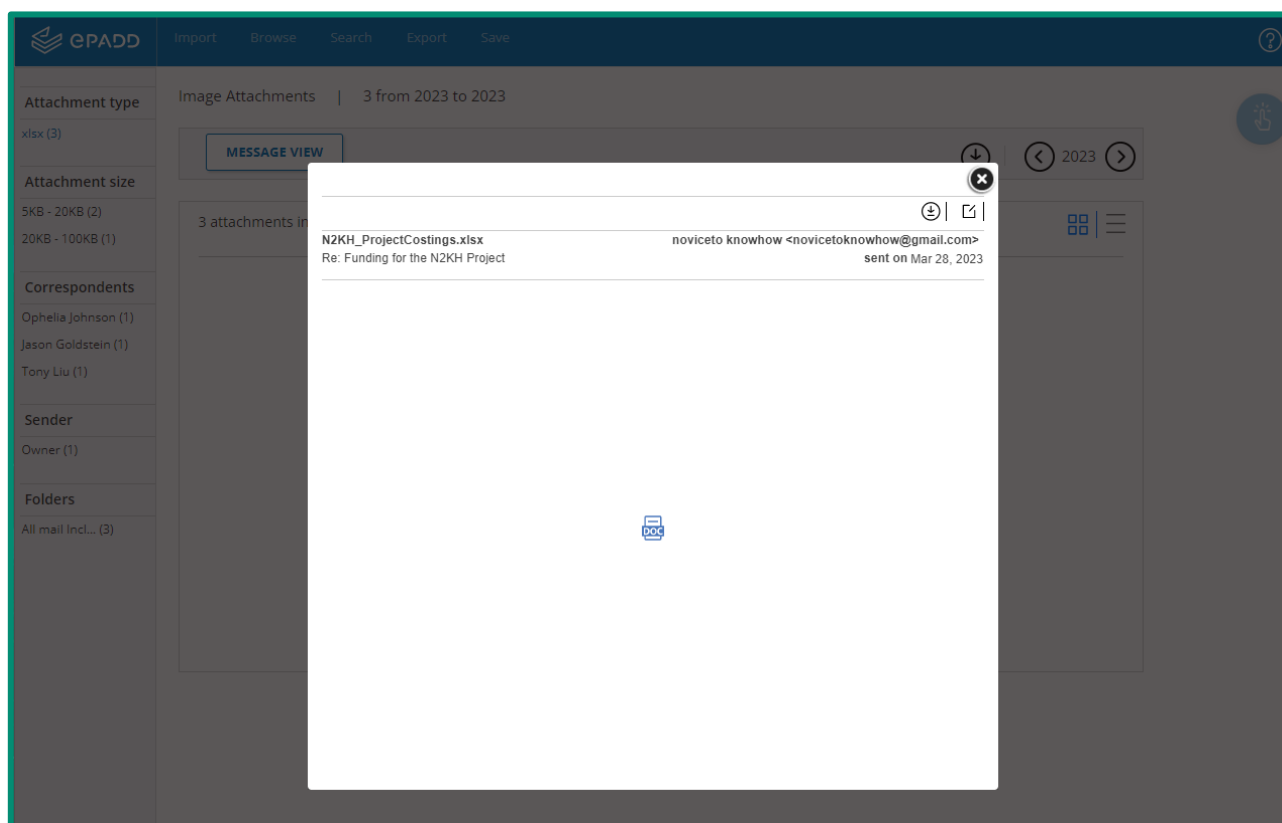 ePADD
Import Browse Search Export Save
?
Attachment type
xlsx (3)
Attachment size
5KB - 20KB (2)
20KB - 100KB (1)
Correspondents
Ophelia Johnson (1)
Jason Goldstein (1)
Tony Liu (1)
Sender
Owner (1)
Folders
All mail Incl... (3)
Image Attachments | 3 from 2023 to 2023
MESSAGE VIEW
2023
3 attachments in
N2KH_ProjectCostings.xlsx noviceto knowhow <novicetoknowhow@gmail.com>
Re: Funding for the N2KH Project sent on Mar 28, 2023
DOC